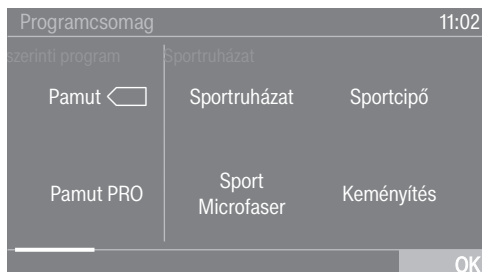 Programcsomag 11:02
szerinti program Sportruházat
Pamut Sportruházat Sportcipő
Pamut PRO Sport Microfaser Keményítés
OK